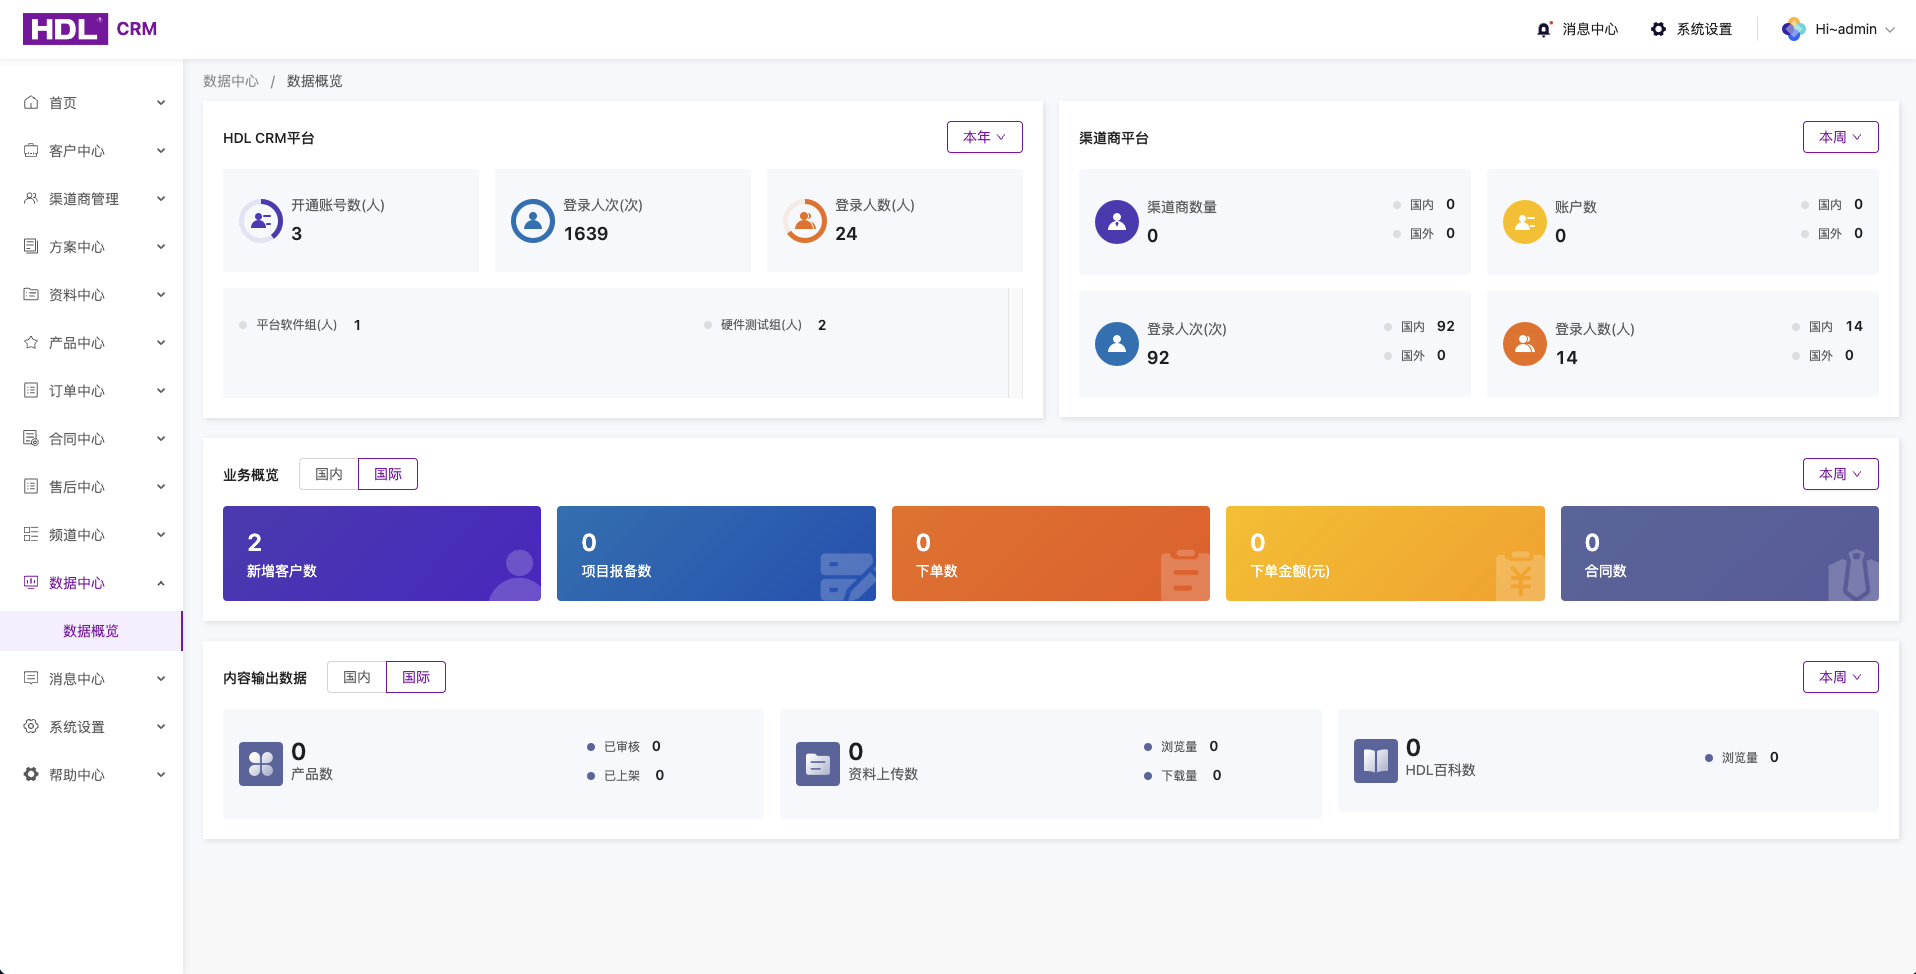 HDL® CRM
消息中心
系统设置
Hi~admin
首页
客户中心
渠道商管理
方案中心
资料中心
产品中心
订单中心
合同中心
售后中心
频道中心
数据中心
数据概览
消息中心
系统设置
帮助中心
数据中心 / 数据概览
HDL CRM平台
本年
开通账号数(人)
3
登录人次(次)
1639
登录人数(人)
24
平台软件组(人) 1
硬件测试组(人) 2
渠道商平台
本周
渠道商数量
0
国内 0
国外 0
账户数
0
国内 0
国外 0
登录人次(次)
92
国内 92
国外 0
登录人数(人)
14
国内 14
国外 0
业务概览
国内
国际
本周
2
新增客户数
0
项目报备数
0
下单数
0
下单金额(元)
0
合同数
内容输出数据
国内
国际
本周
0
产品数
已审核 0
已上架 0
0
资料上传数
浏览量 0
下载量 0
0
HDL百科数
浏览量 0